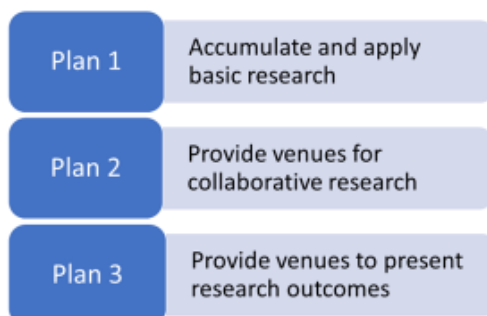 Plan 1
Accumulate and apply
basic research
Plan 2
Provide venues for
collaborative research
Plan 3
Provide venues to present
research outcomes